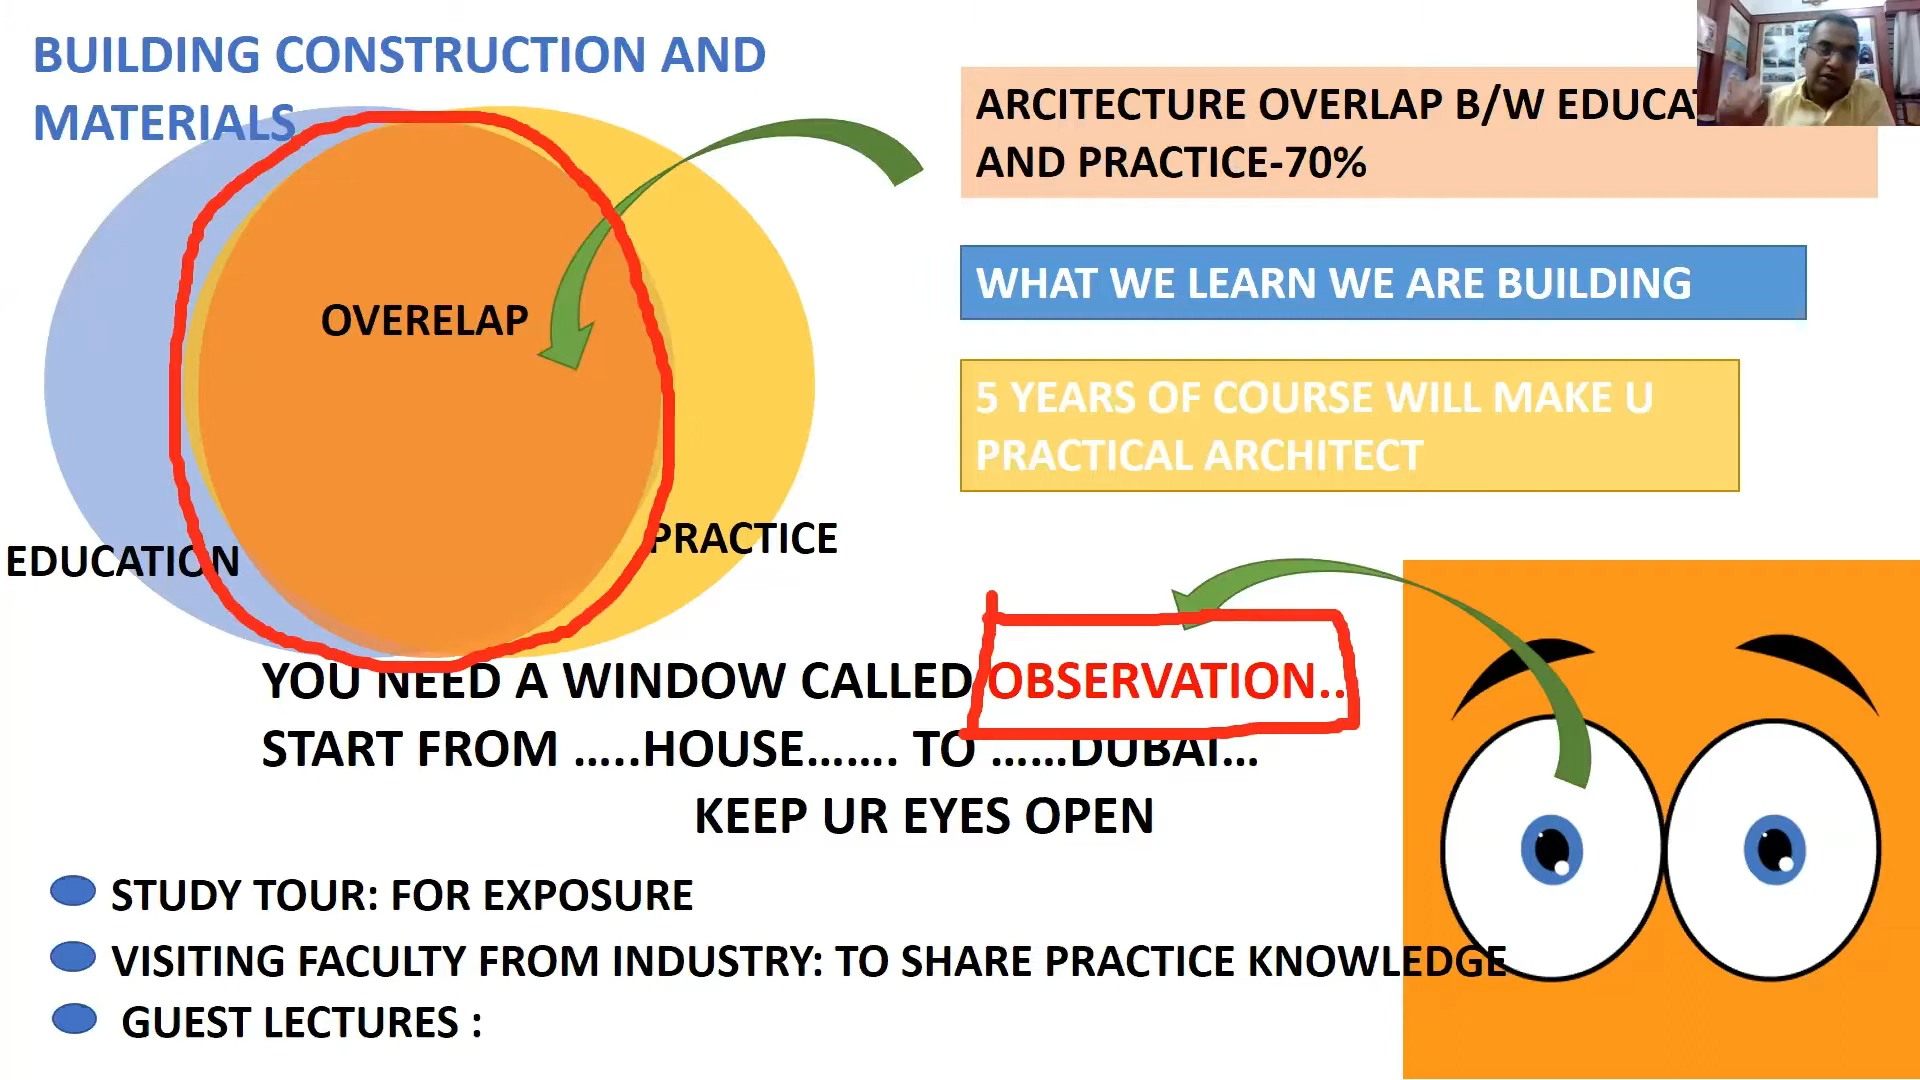 BUILDING CONSTRUCTION AND
MATERIALS
ARCITECTURE OVERLAP B/W
AND PRACTICE-70%
WHAT WE LEARN WE ARE BUILDING
5 YEARS OF COURSE WILL MAKE U
PRACTICAL ARCHITECT
OVERELAP
EDUCATION
PRACTICE
YOU NEED A WINDOW CALLED OBSERVATION..
START FROM .....HOUSE....... TO ......DUBAI...
KEEP UR EYES OPEN
STUDY TOUR: FOR EXPOSURE
VISITING FACULTY FROM INDUSTRY: TO SHARE PRACTICE KNOWLEDGE
GUEST LECTURES :